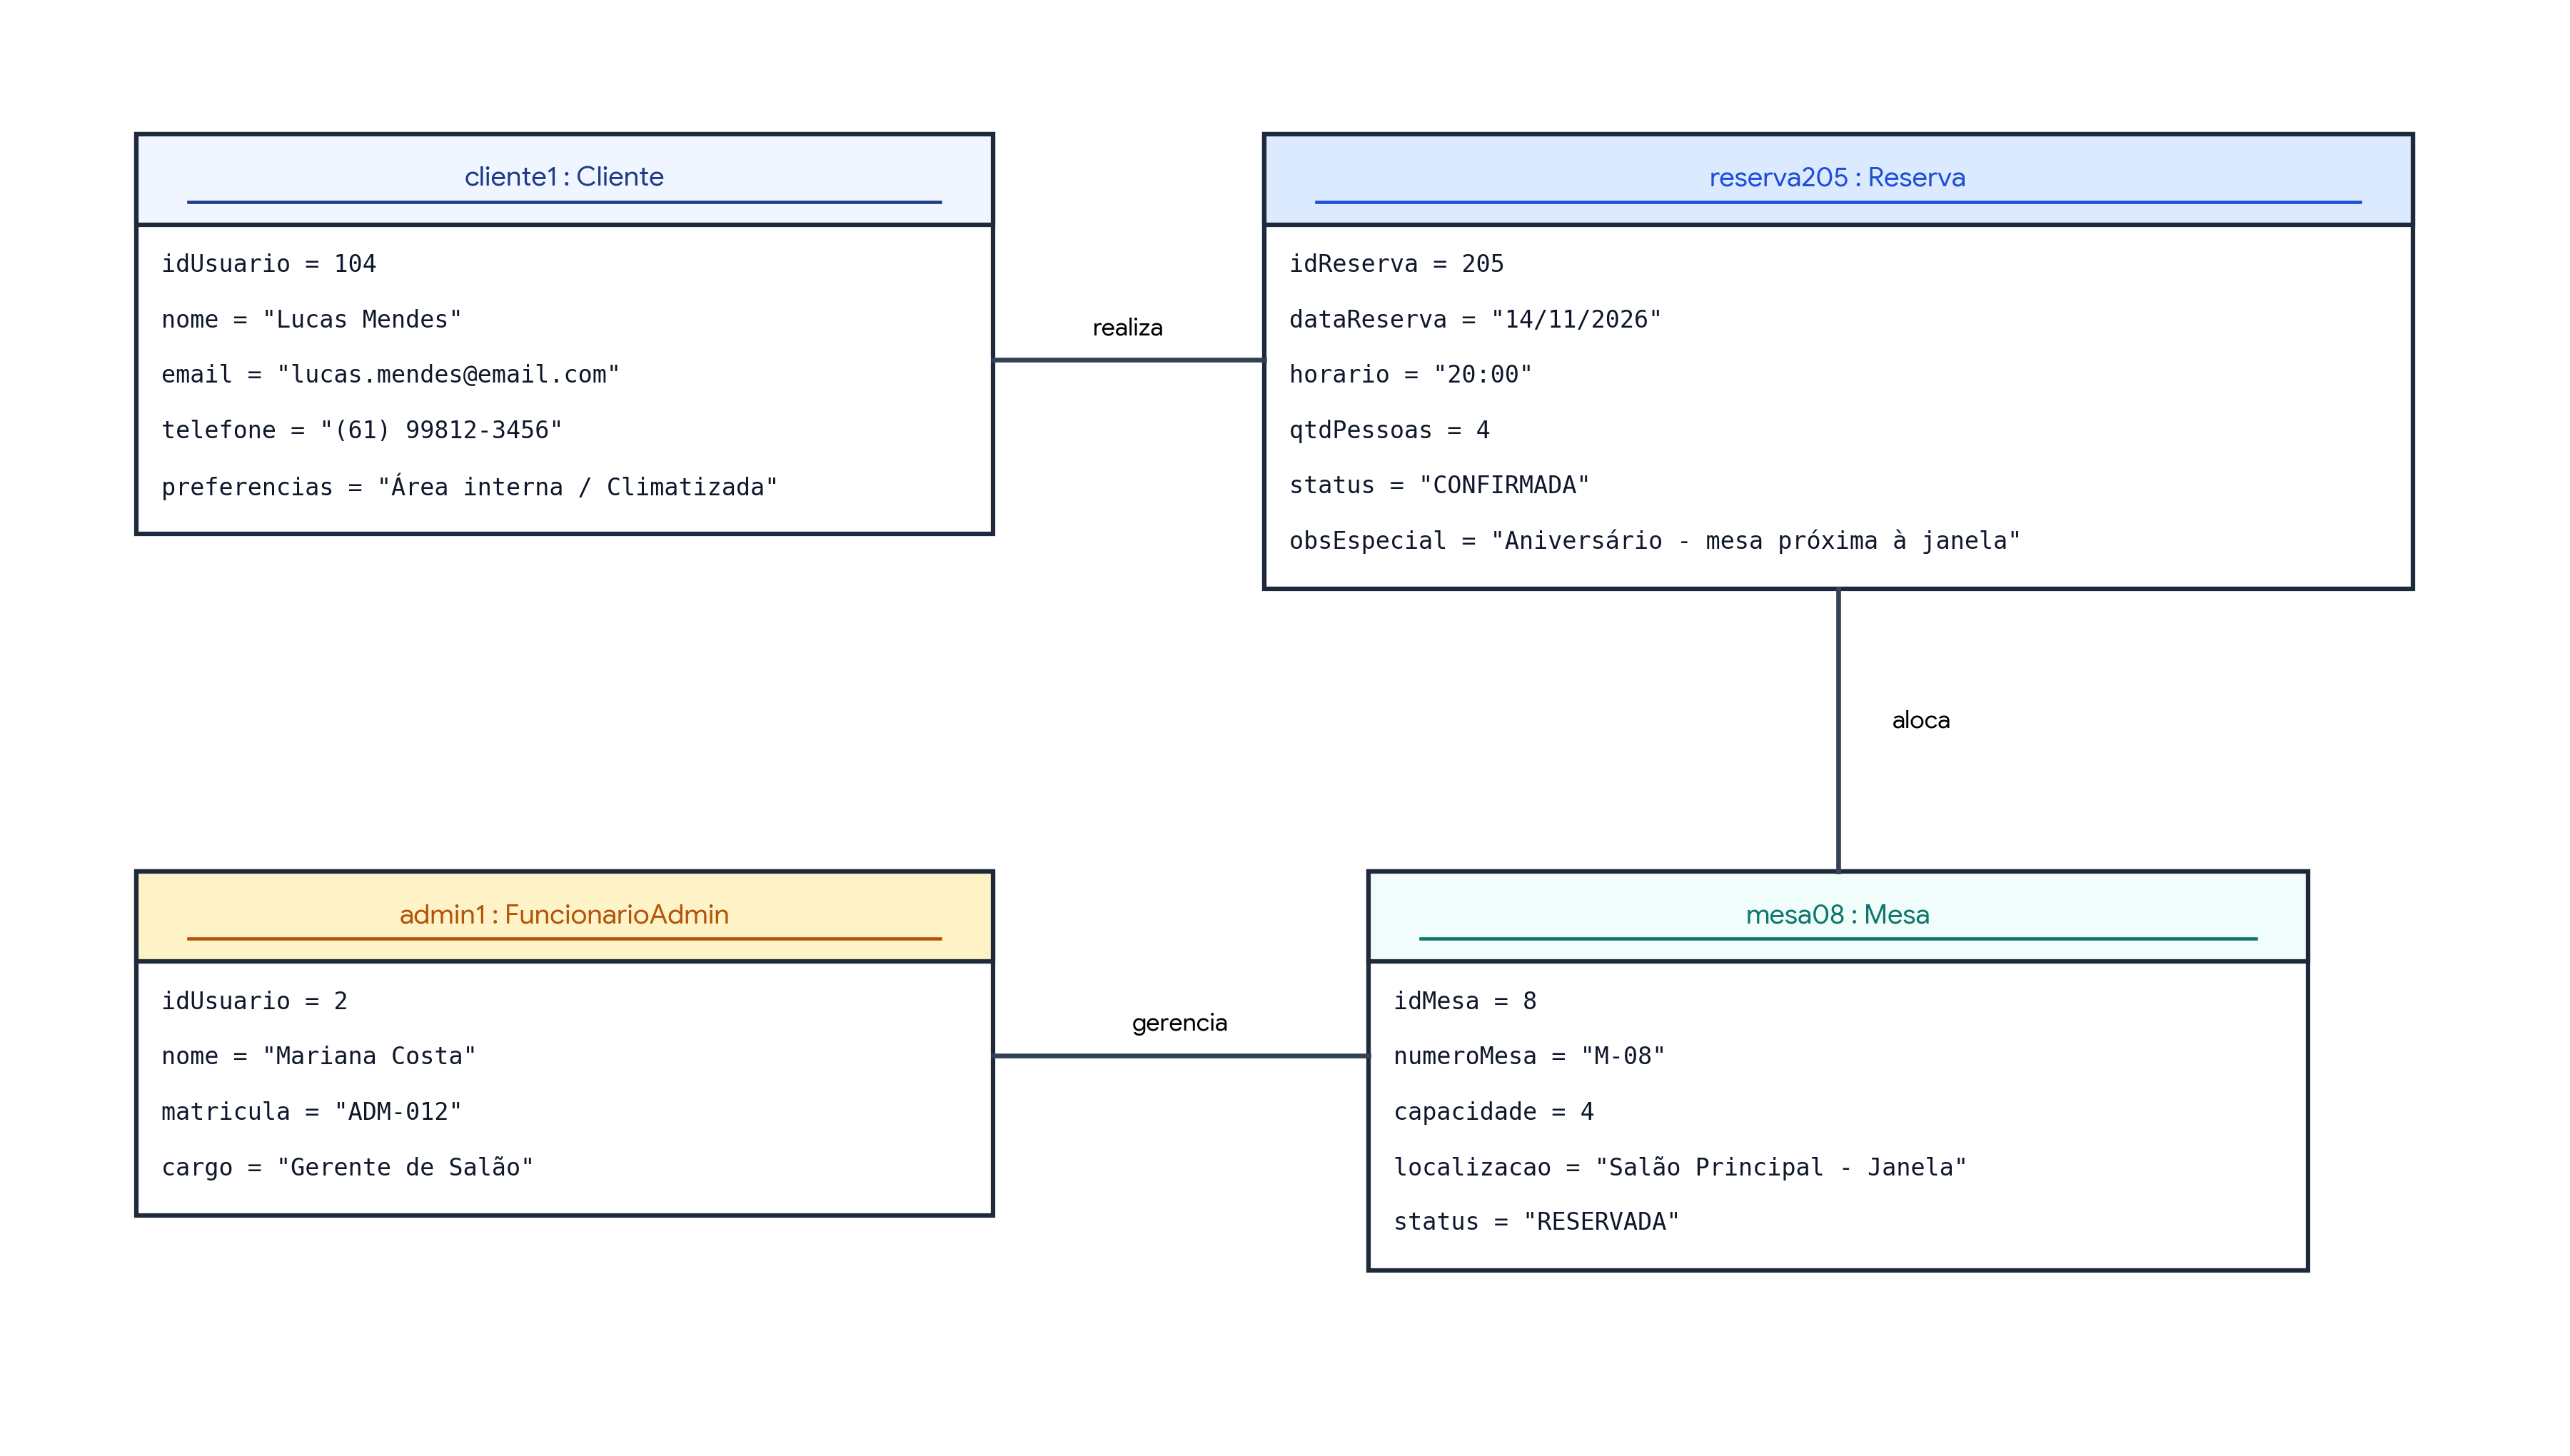 cliente1 : Cliente
idUsuario = 104
nome = "Lucas Mendes"
email = "lucas.mendes@email.com"
telefone = "(61) 99812-3456"
preferencias = "Área interna / Climatizada"
realiza
reserva205 : Reserva
idReserva = 205
dataReserva = "14/11/2026"
horario = "20:00"
qtdPessoas = 4
status = "CONFIRMADA"
obsEspecial = "Aniversário - mesa próxima à janela"
aloca
admin1 : FuncionarioAdmin
idUsuario = 2
nome = "Mariana Costa"
matricula = "ADM-012"
cargo = "Gerente de Salão"
gerencia
mesa08 : Mesa
idMesa = 8
numeroMesa = "M-08"
capacidade = 4
localizacao = "Salão Principal - Janela"
status = "RESERVADA"